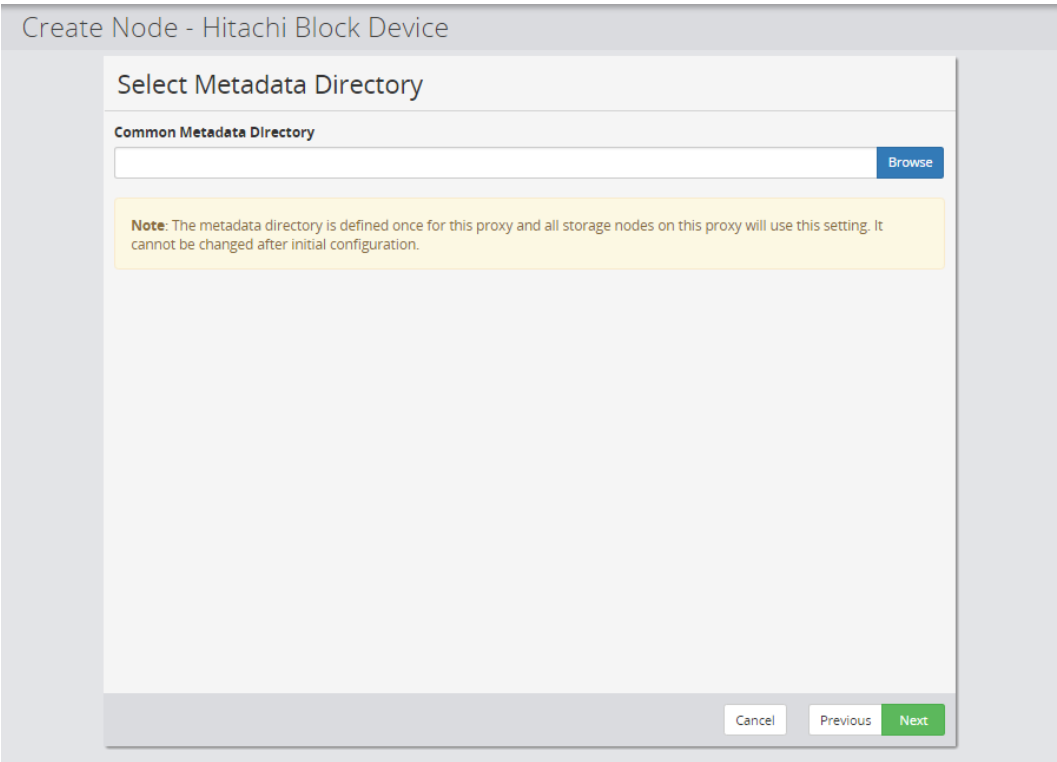 Create Node - Hitachi Block Device
Select Metadata Directory
Common Metadata Directory
Browse
Note: The metadata directory is defined once for this proxy and all storage nodes on this proxy will use this setting. It
cannot be changed after initial configuration.
Cancel Previous Next